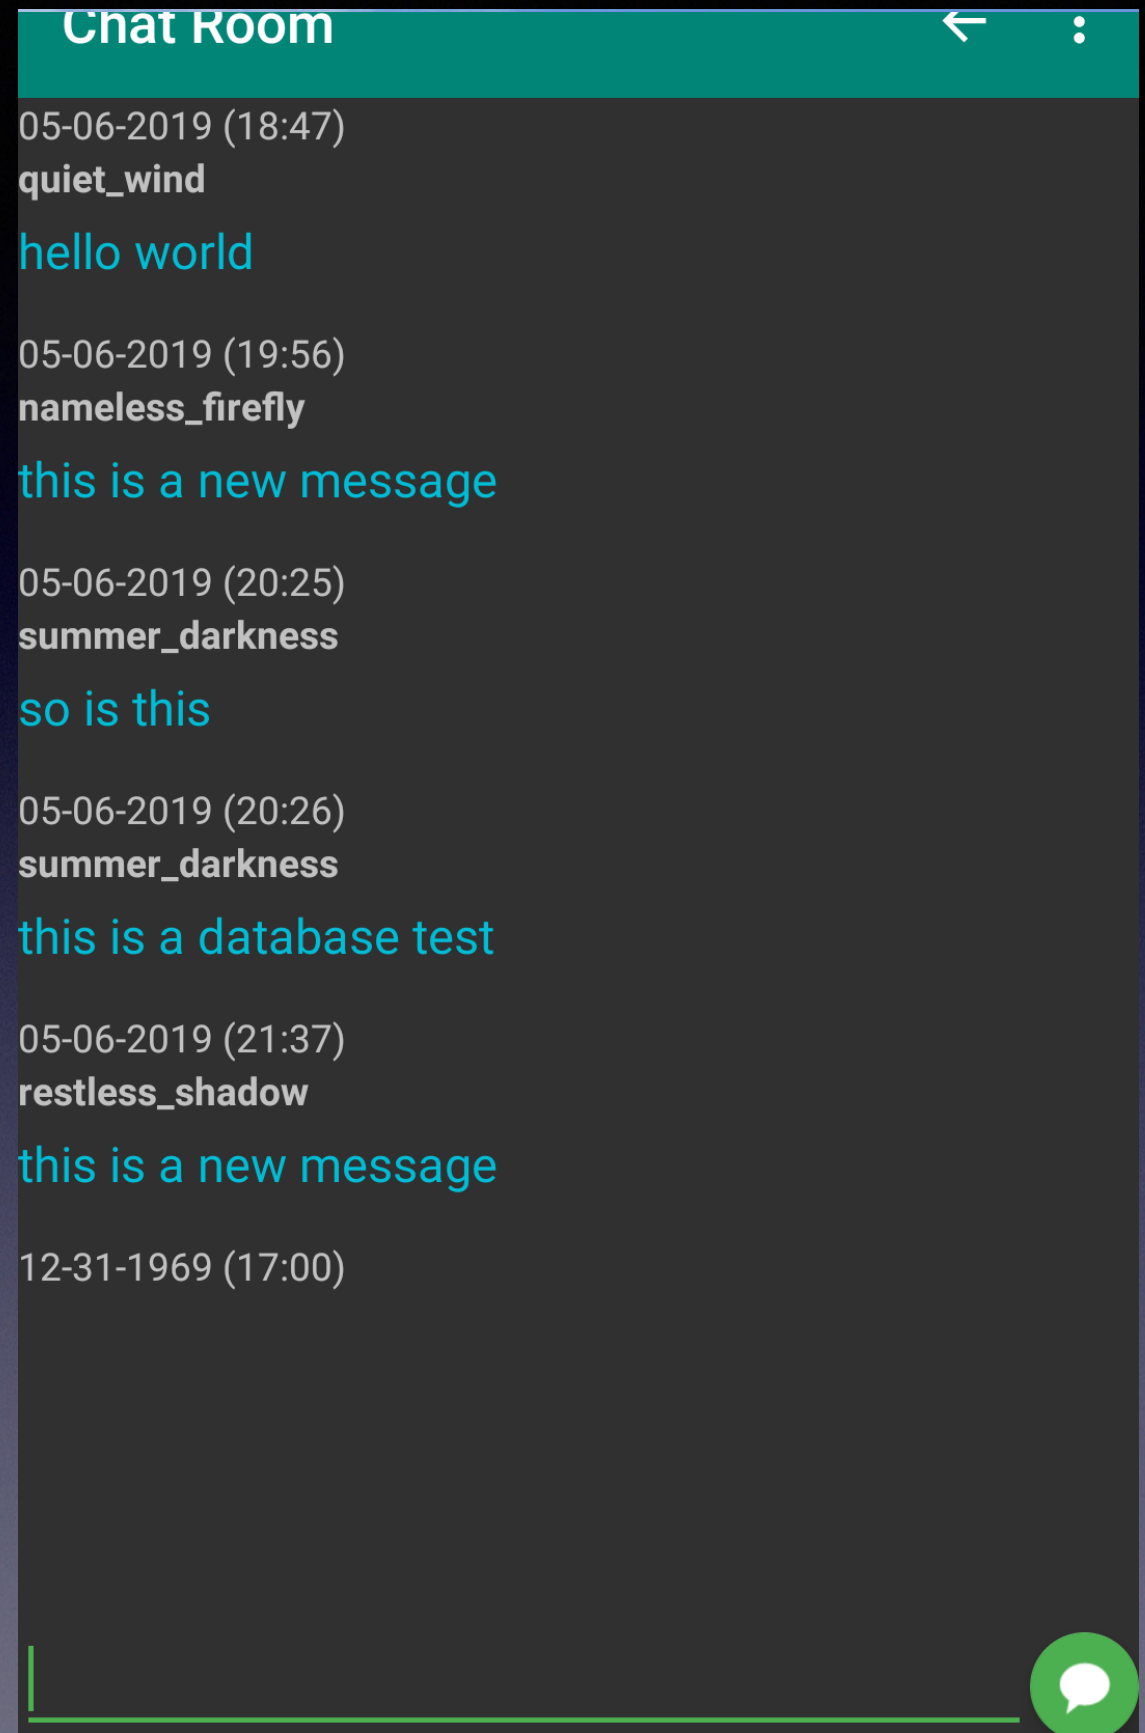 Chat Room
05-06-2019 (18:47)
quiet_wind
hello world
05-06-2019 (19:56)
nameless_firefly
this is a new message
05-06-2019 (20:25)
summer_darkness
so is this
05-06-2019 (20:26)
summer_darkness
this is a database test
05-06-2019 (21:37)
restless_shadow
this is a new message
12-31-1969 (17:00)